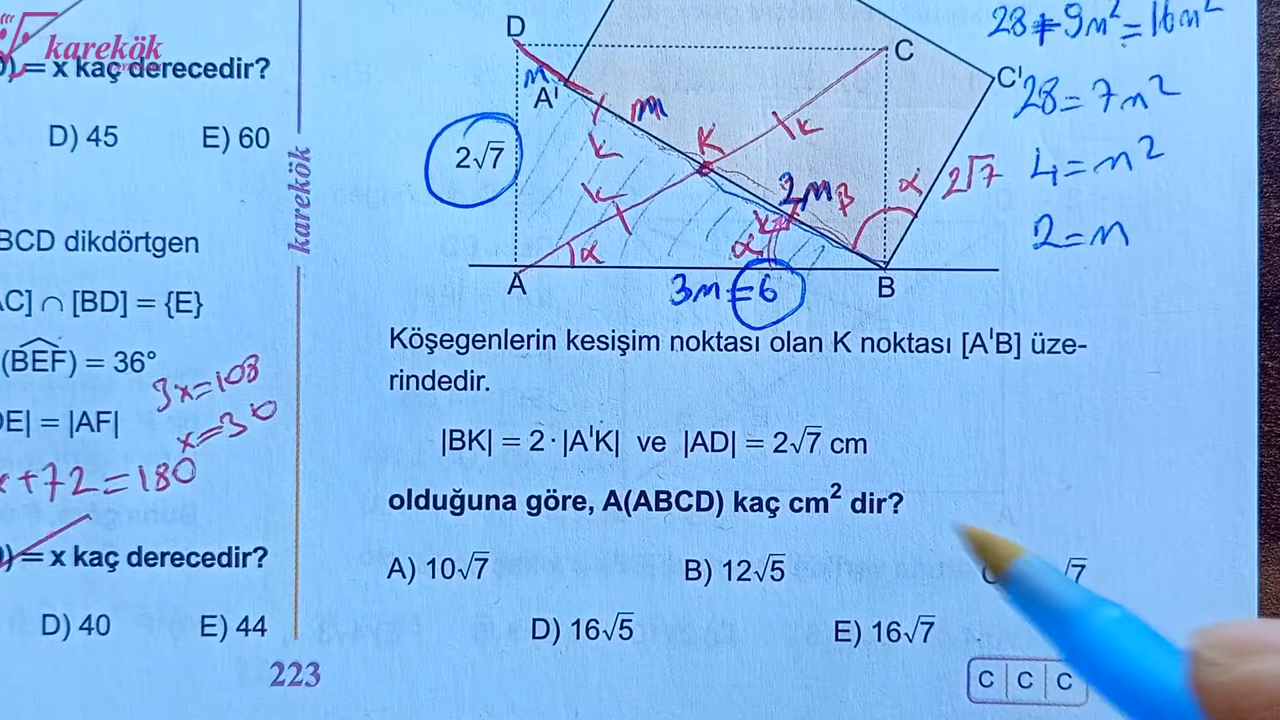 karekök
= x kaç derecedir?
D) 45 E) 60
karekök
BCD dikdörtgen
C] ∩ [BD] = {E}
(BEF) = 36°
3x=108
x=36
E| = |AF|
x+72=180
= x kaç derecedir?
D) 40 E) 44
223
D
C
C'
A'
m
m
k
K
k
2√7
k
k
2m
β
α
2√7
α
α
A
B
3m=6
28+9m²=16m²
28=7m²
4=m²
2=m
Köşegenlerin kesişim noktası olan K noktası [A'B] üze-
rindedir.
|BK| = 2·|A'K| ve |AD| = 2√7 cm
olduğuna göre, A(ABCD) kaç cm² dir?
A) 10√7 B) 12√5 √7
D) 16√5 E) 16√7
C C C